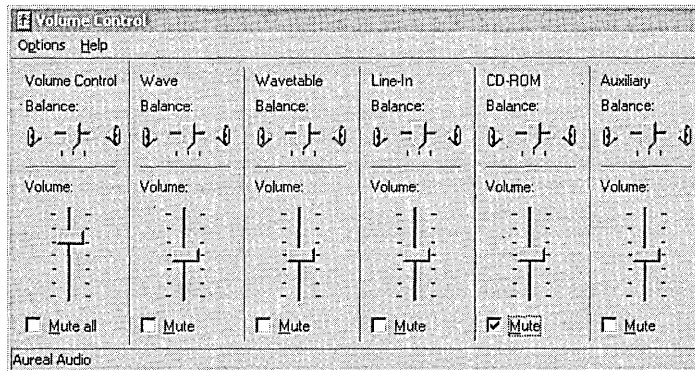 Volume Control
Options Help
Volume Control Wave Wavetable Line-In CD-ROM Auxiliary
Balance: Balance: Balance: Balance: Balance: Balance:
Volume: Volume: Volume: Volume: Volume: Volume:
Mute all Mute Mute Mute Mute Mute
Aureal Audio